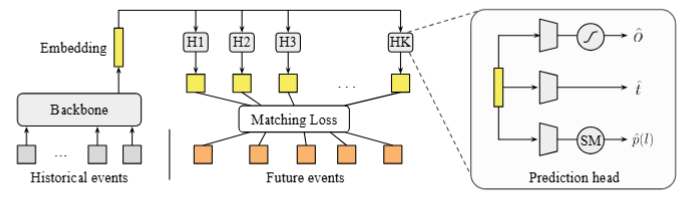 Embedding
H1 H2 H3 HK
...
Backbone
Matching Loss
...
Historical events
Future events
ô
t̂
SM p̂(l)
Prediction head